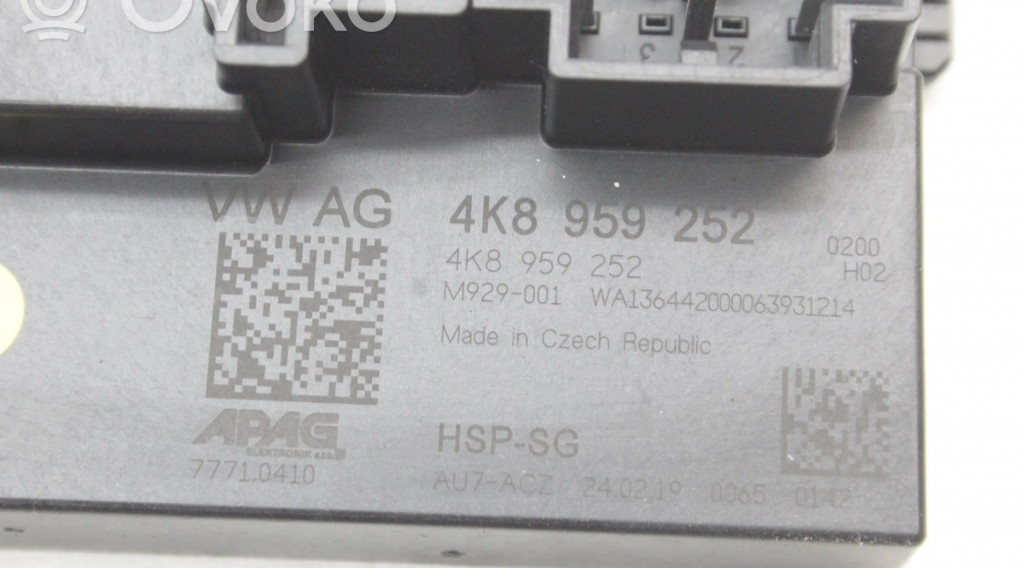 OVOKO
3 2
VW AG
4K8 959 252
0200
4K8 959 252
H02
M929-001 WA136442000063931214
Made in Czech Republic
APAG
ELEKTRONIK s.r.o.
HSP-SG
7771.0410
AU7-ACZ 24.02.19 0065 0142